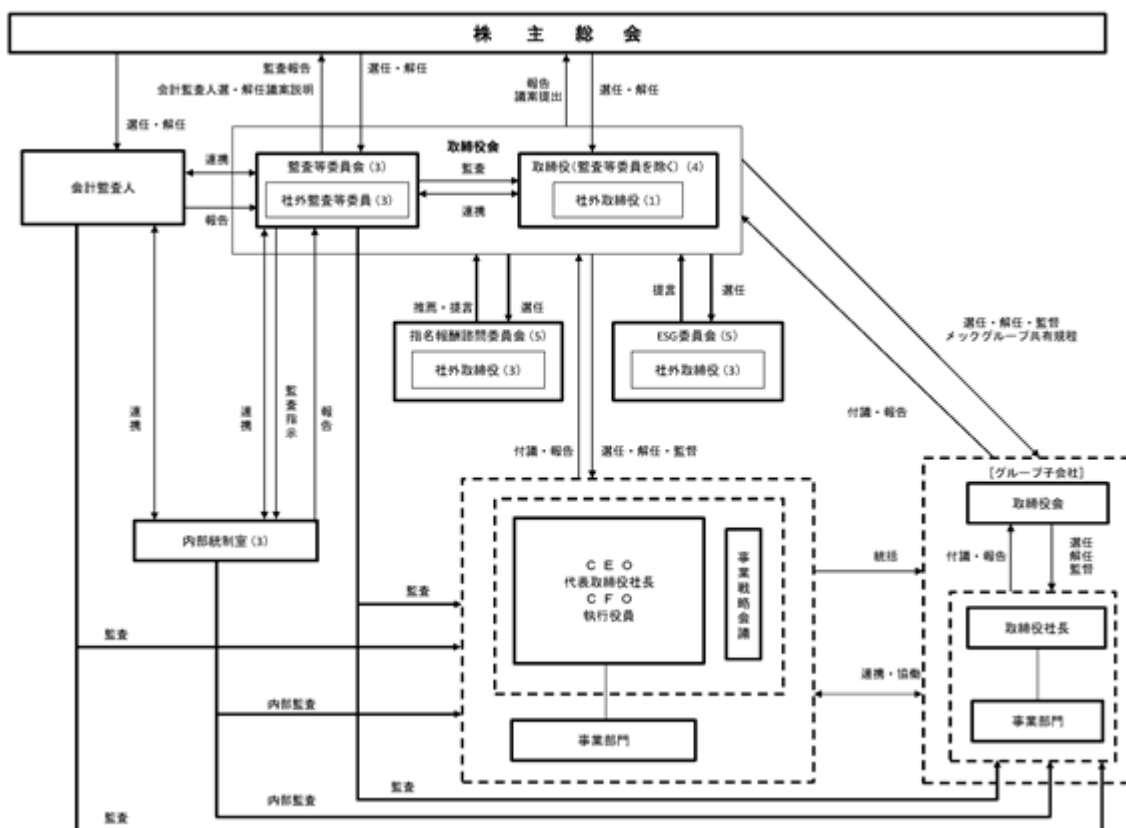 株主総会
監査報告
会計監査人選・解任議案説明
選任・解任
報告
議案提出
選任・解任
選任・解任
取締役会
会計監査人
連携
報告
監査等委員会(3)
社外監査等委員(3)
監査
連携
取締役(監査等委員を除く)(4)
社外取締役(1)
推薦・提言
選任
提言
選任
指名報酬諮問委員会(5)
社外取締役(3)
ESG委員会(5)
社外取締役(3)
選任・解任・監督
メックグループ共有規程
付議・報告
連携
連携
監査指示
報告
付議・報告
選任・解任・監督
内部統制室(3)
CEO
代表取締役社長
CFO
執行役員
事業戦略会議
事業部門
監査
監査
内部監査
統括
連携・協働
[グループ子会社]
取締役会
付議・報告
選任
解任
監督
取締役社長
事業部門
監査
内部監査
監査